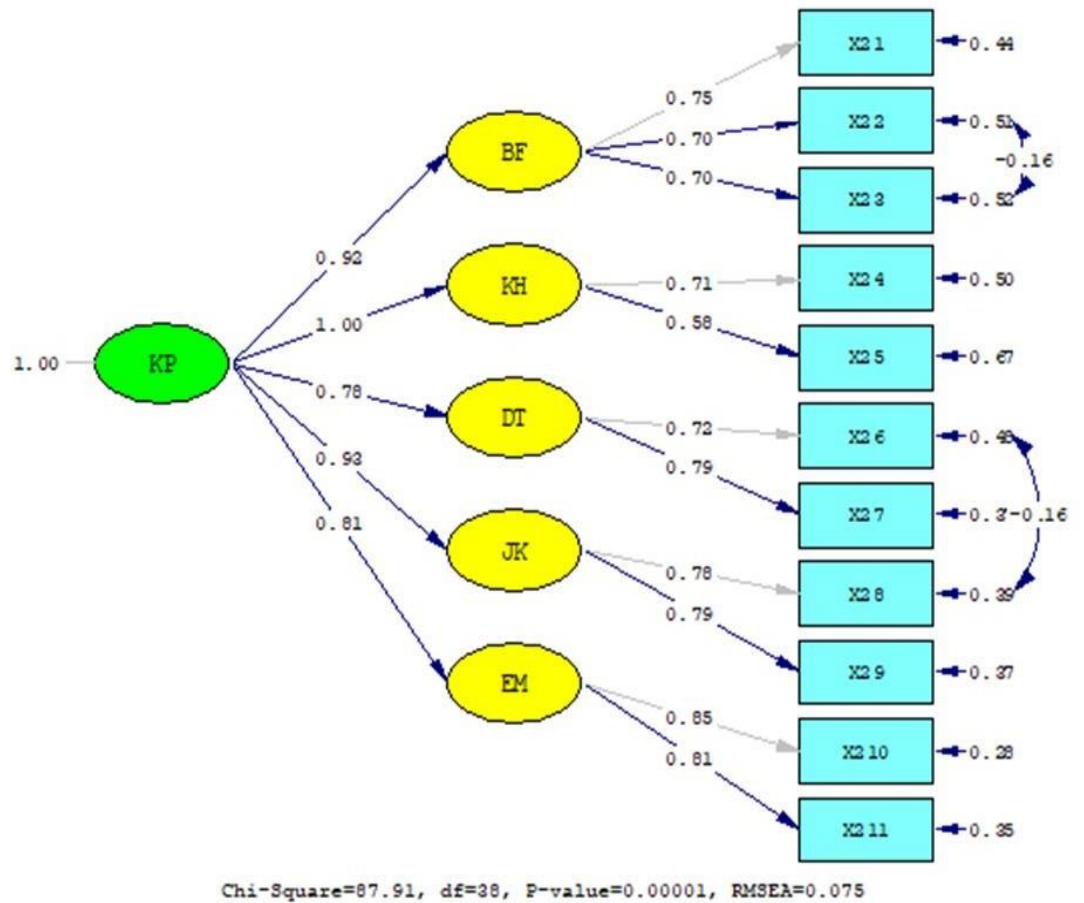 X21
0.44
0.75
X22
0.51
BF
0.70
-0.16
0.70
X23
0.52
0.92
X24
0.50
KH
0.71
1.00
0.58
X25
0.67
1.00
KP
0.78
DT
0.72
X26
0.48
0.93
0.79
X27
0.37
-0.16
0.81
JK
0.78
X28
0.39
0.79
X29
0.37
EM
0.85
X210
0.28
0.81
X211
0.35
Chi-Square=87.91, df=38, P-value=0.00001, RMSEA=0.075